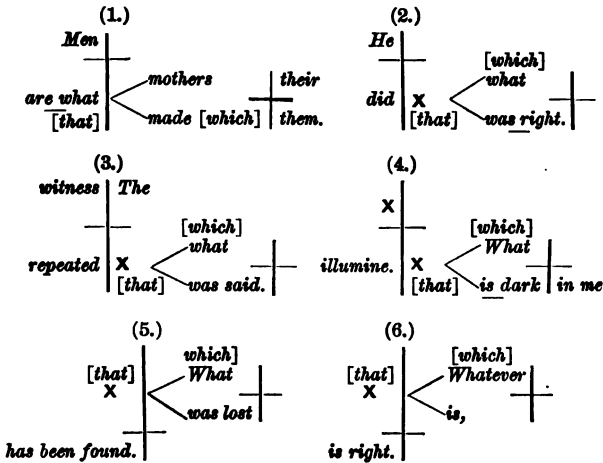 (1.)
Men
mothers
their
are what
[that]
made [which]
them.
(2.)
He
[which]
what
did X
[that]
was right.
(3.)
witness The
[which]
what
repeated X
[that]
was said.
(4.)
X
[which]
What
illumine. X
[that]
is dark
in me
(5.)
which]
[that]
What
X
was lost
has been found.
(6.)
[which]
[that]
Whatever
X
is,
is right.